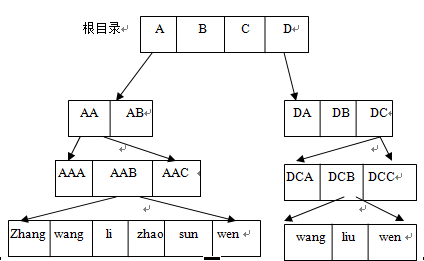 根目录 A B C D
AA AB DA DB DC
AAA AAB AAC DCA DCB DCC
Zhang wang li zhao sun wen wang liu wen